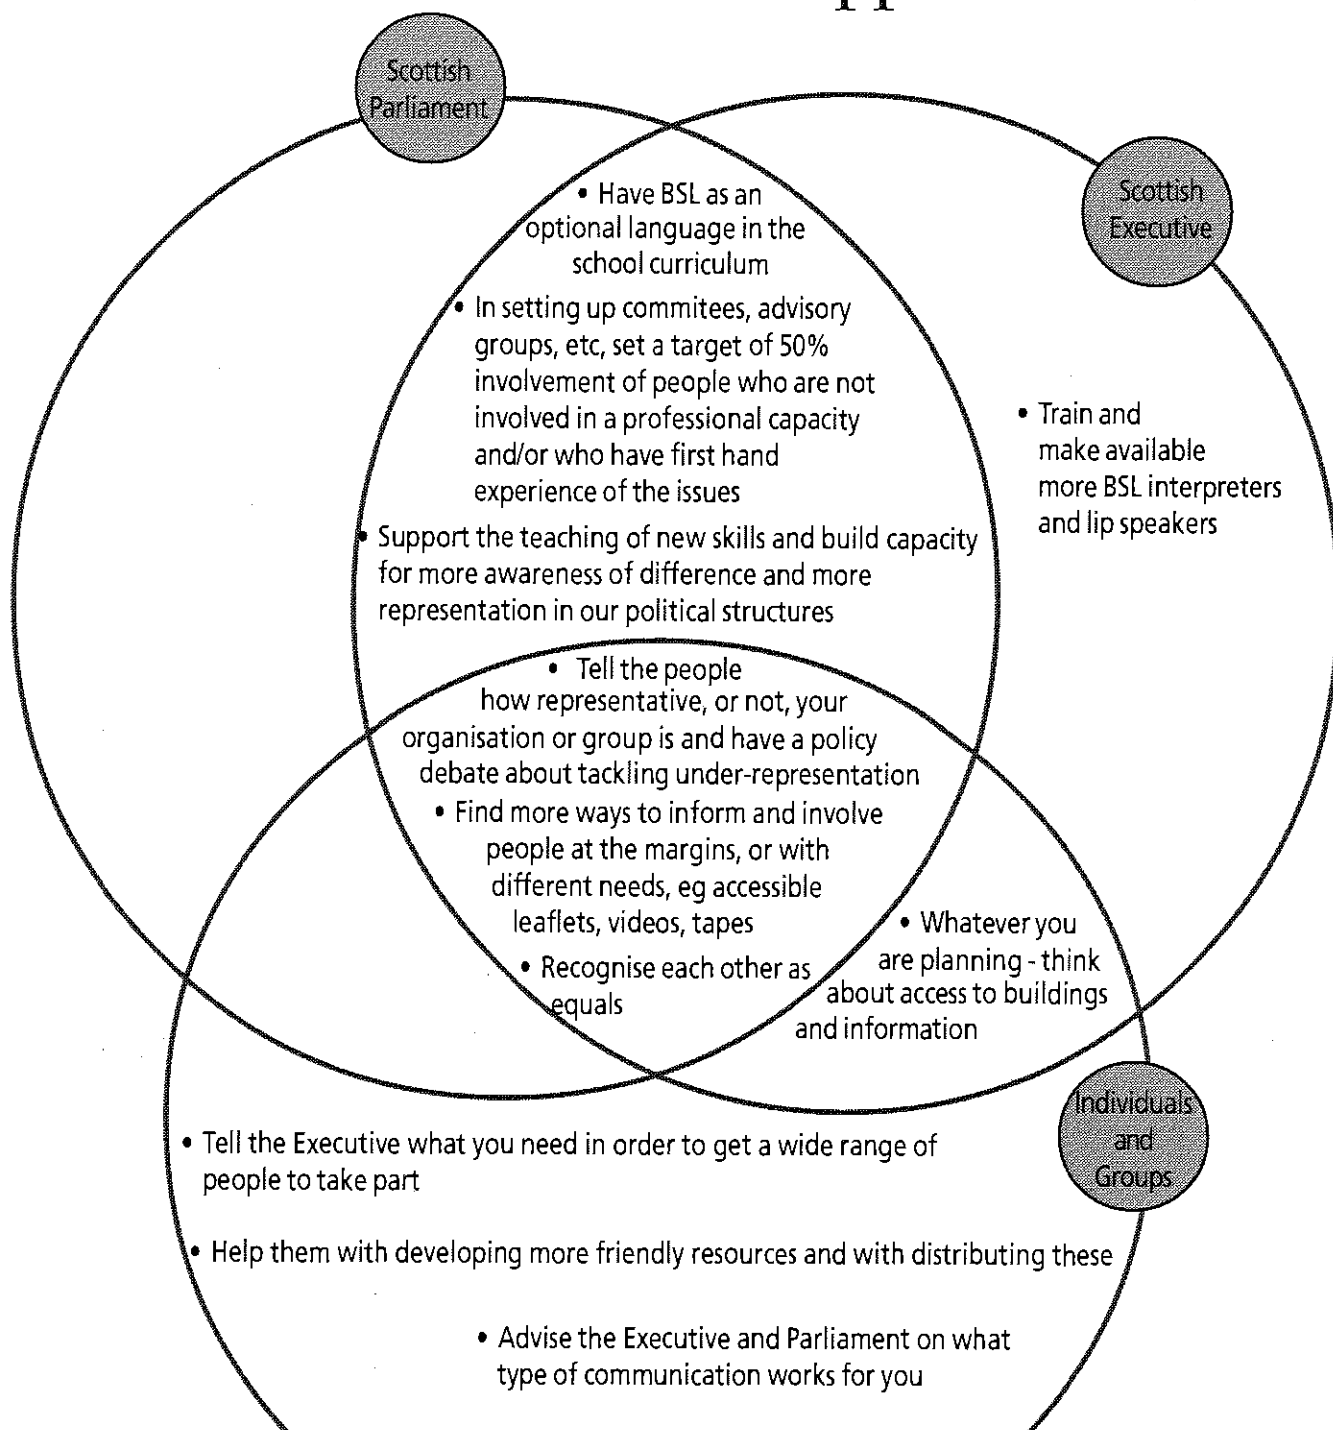 Scottish
Parliament
Scottish
Executive
• Have BSL as an
optional language in the
school curriculum
• In setting up commitees, advisory
groups, etc, set a target of 50%
involvement of people who are not
involved in a professional capacity
and/or who have first hand
experience of the issues
• Train and
make available
more BSL interpreters
and lip speakers
• Support the teaching of new skills and build capacity
for more awareness of difference and more
representation in our political structures
• Tell the people
how representative, or not, your
organisation or group is and have a policy
debate about tackling under-representation
• Find more ways to inform and involve
people at the margins, or with
different needs, eg accessible
leaflets, videos, tapes
• Recognise each other as
equals
• Whatever you
are planning - think
about access to buildings
and information
Individuals
and
Groups
• Tell the Executive what you need in order to get a wide range of
people to take part
• Help them with developing more friendly resources and with distributing these
• Advise the Executive and Parliament on what
type of communication works for you